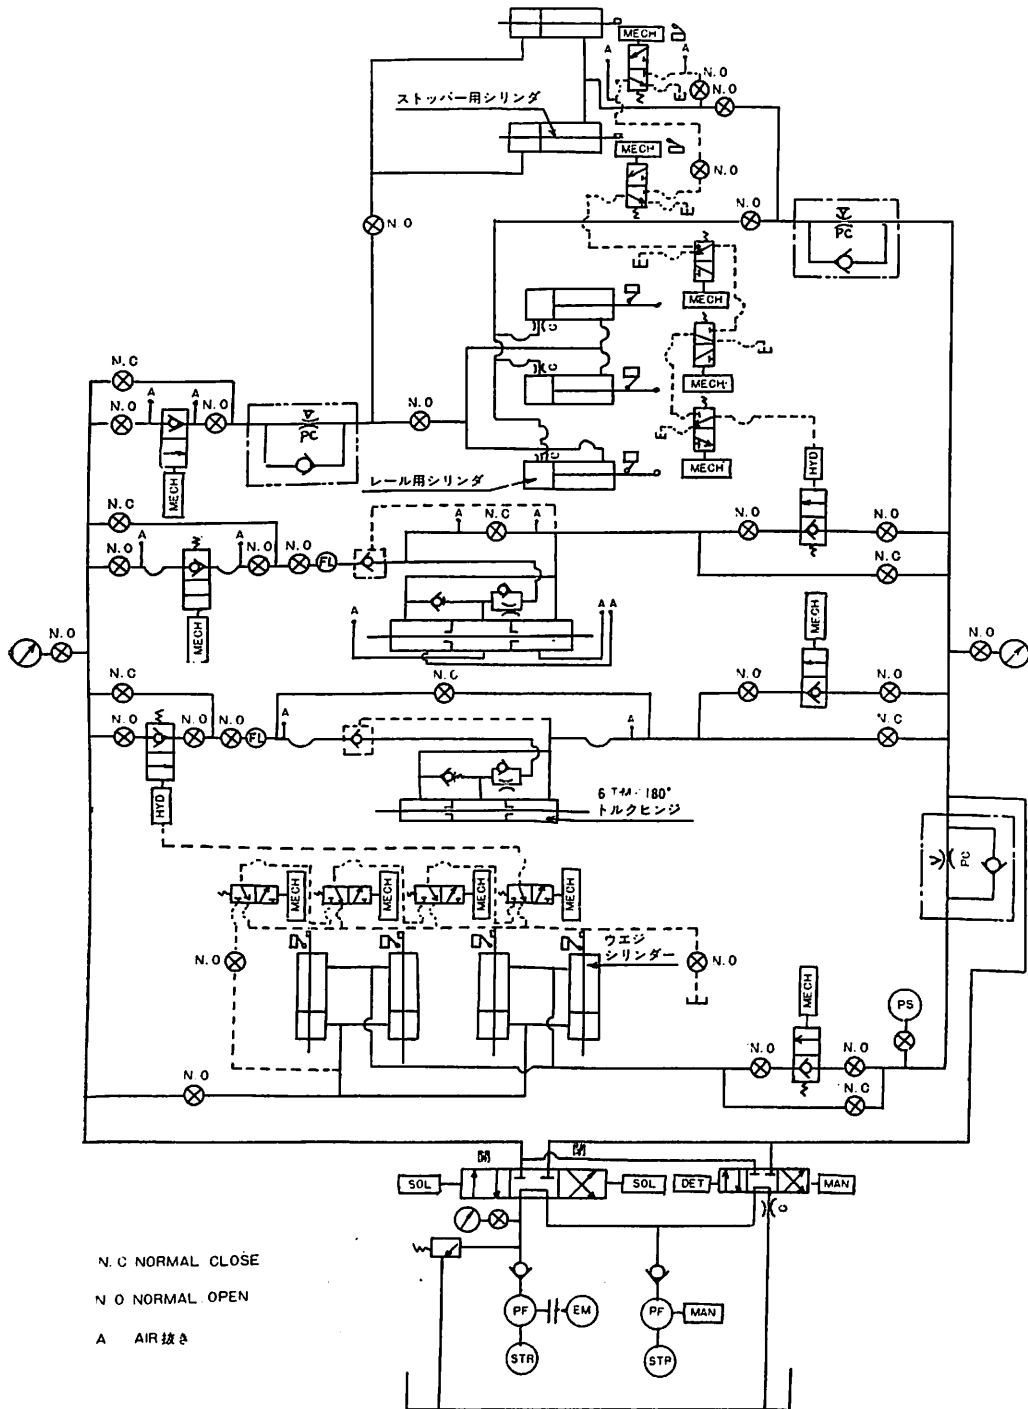 MECH
A
A
N.O
N.O
ストッパー用シリンダ
MECH
N.O
N.O
N.O
PC
MECH
C
N.C
A
A
N.O
N.O
PC
N.O
MECH
C
MECH
レール用シリンダ
C
MECH
HYD
N.C
N.O
A
A
N.O
N.O
FL
MECH
A
N.C
A
N.O
N.O
N.C
A
A A
MECH
N.O
N.O
N.C
N.O
N.O
N.O
FL
A
N.C
A
N.O
N.O
N.C
HYD
180°
トルクヒンジ
PC
MECH
MECH
MECH
MECH
N.O
ウエジ
シリンダー
N.O
MECH
PS
N.O
N.O
N.O
N.C
SOL
SOL
DET
MAN
C
PF
EM
PF
MAN
STR
STR
N.C NORMAL CLOSE
N O NORMAL OPEN
A AIR抜き